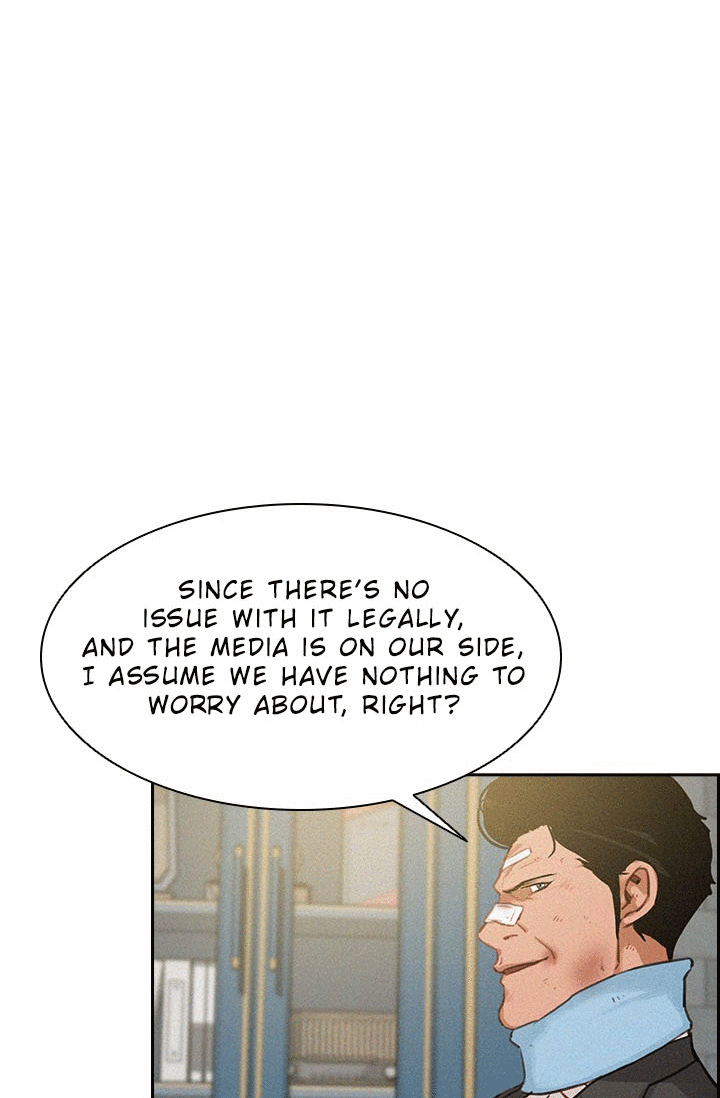 SINCE THERE'S NO
ISSUE WITH IT LEGALLY,
AND THE MEDIA IS ON OUR SIDE,
I ASSUME WE HAVE NOTHING TO
WORRY ABOUT, RIGHT?